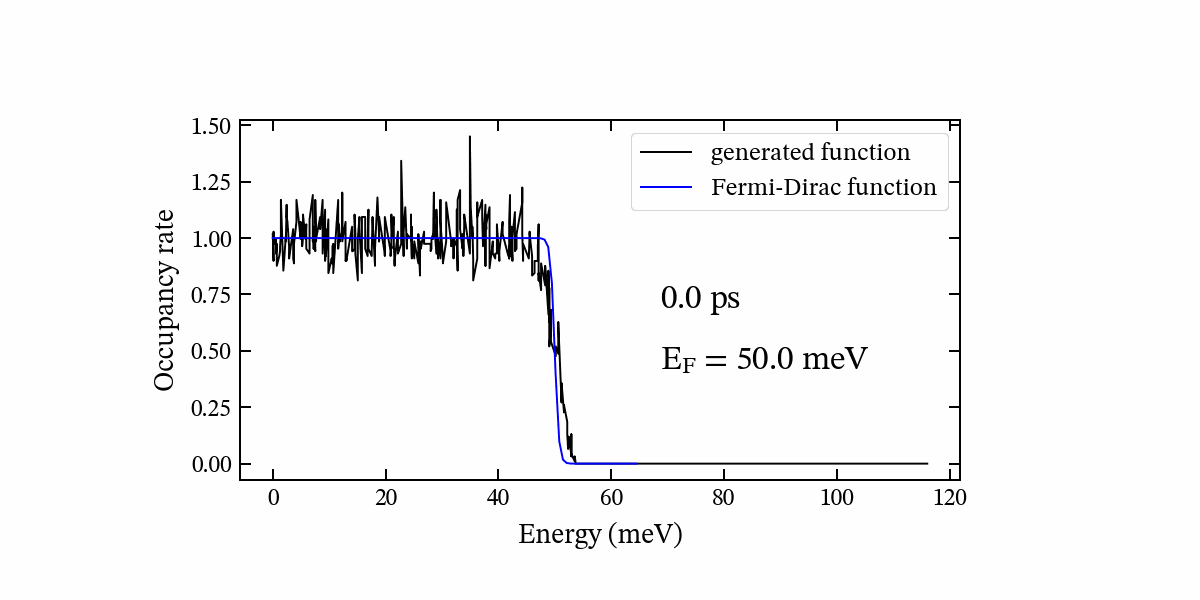 1.50
1.25
1.00
0.75
0.50
0.25
0.00
Occupancy rate
generated function
Fermi-Dirac function
0.0 ps
E_F = 50.0 meV
0 20 40 60 80 100 120
Energy (meV)